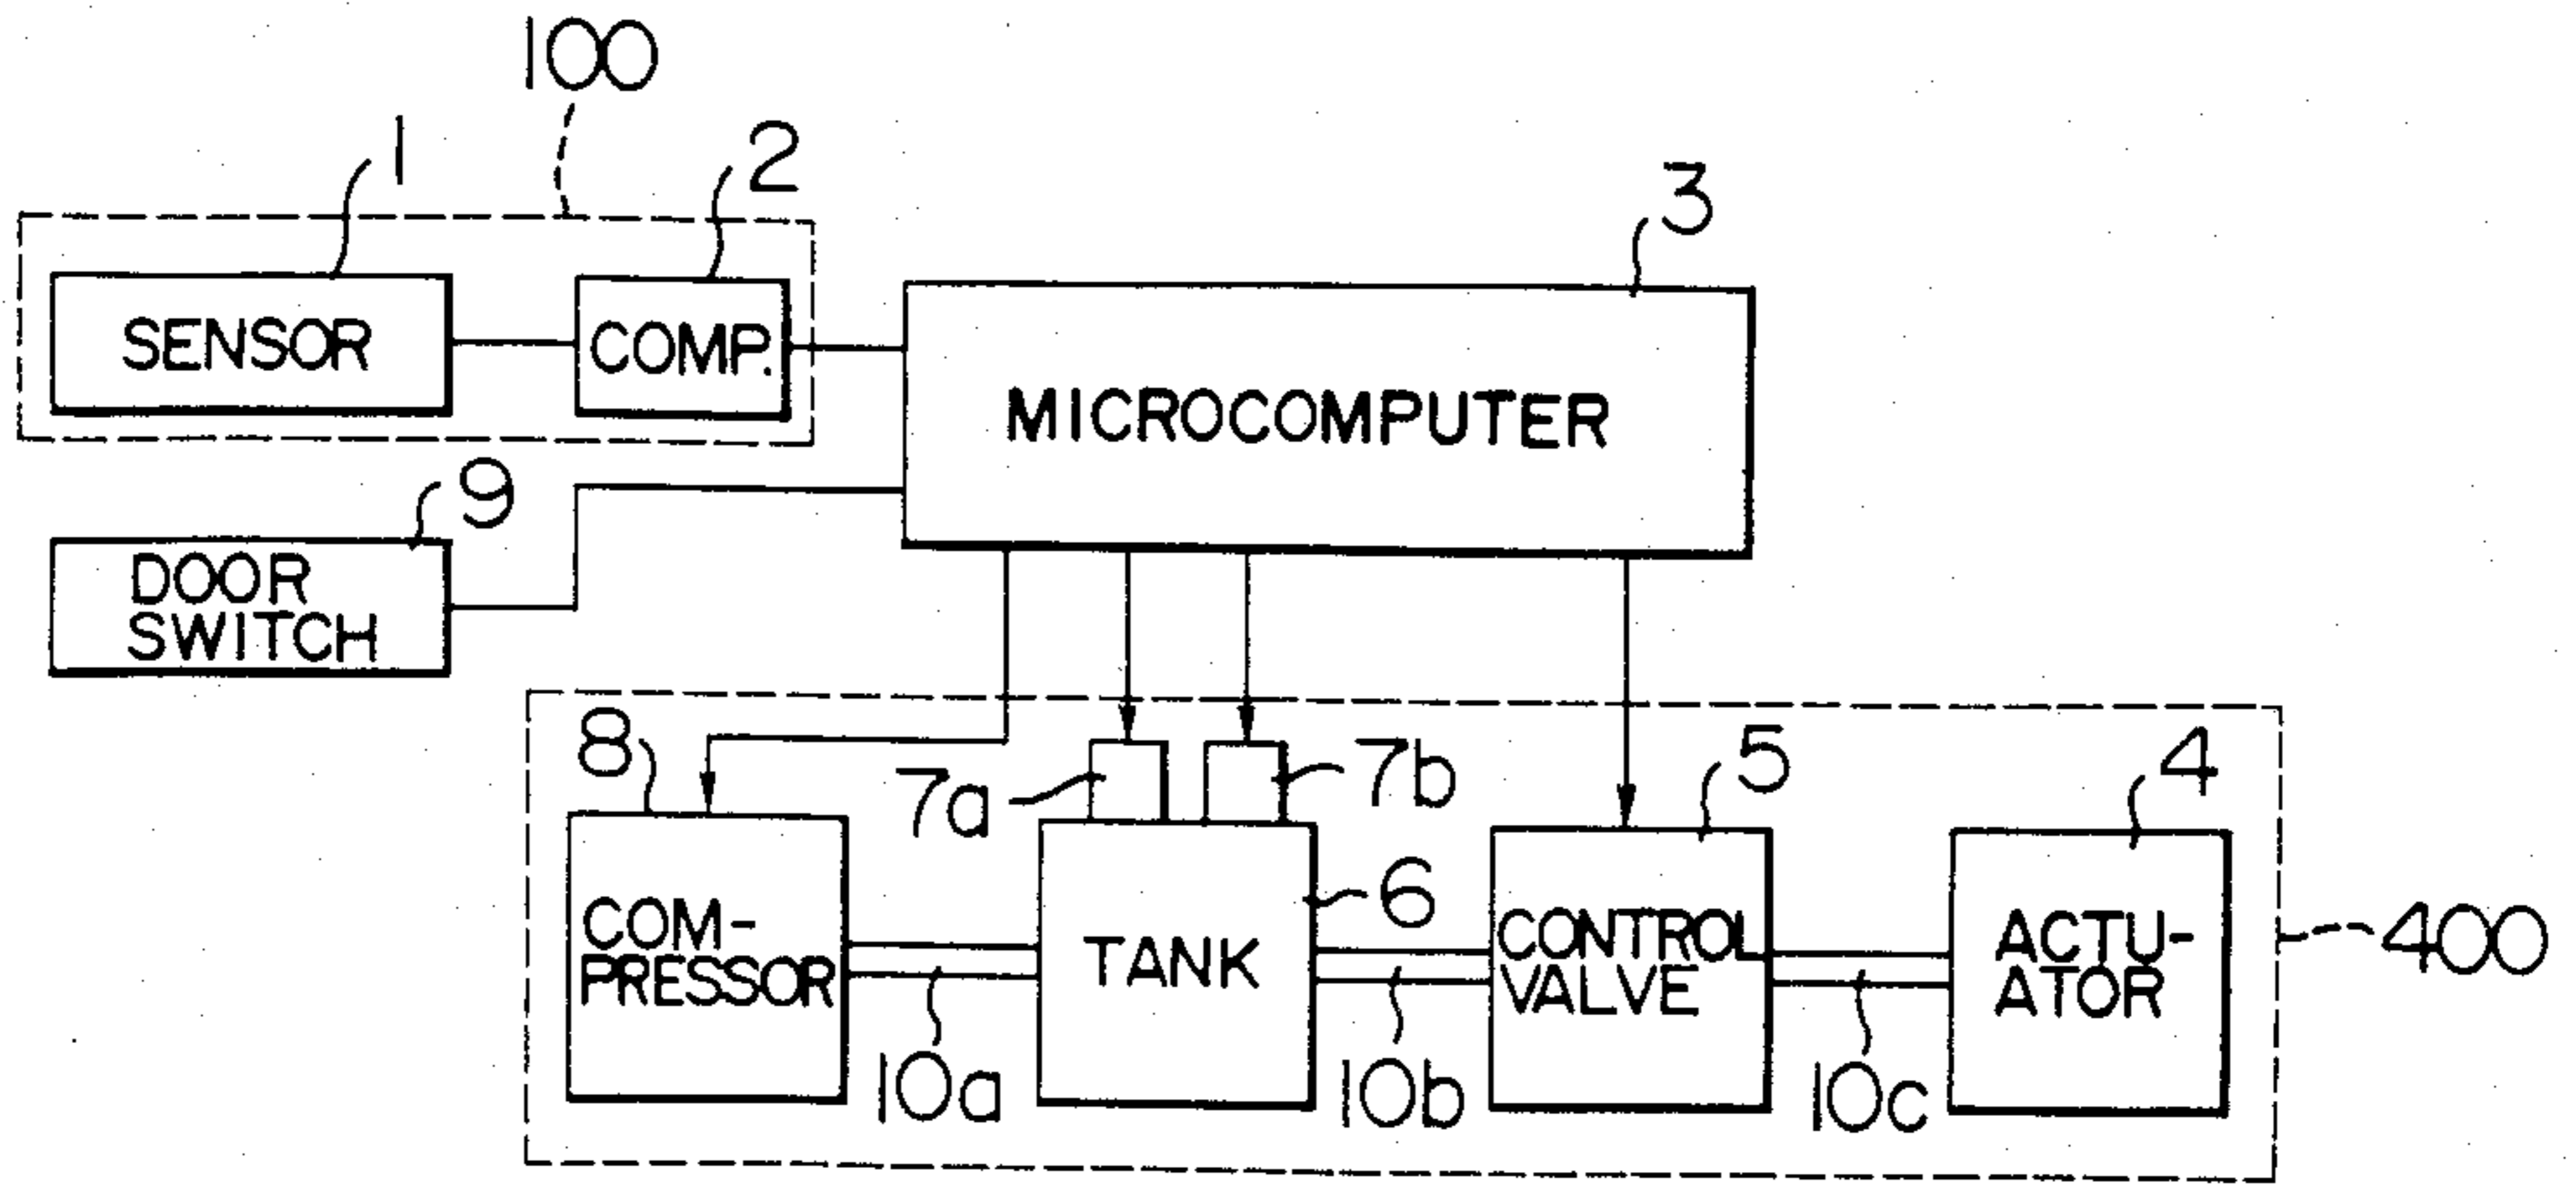 100
1
2
3
SENSOR
COMP.
MICROCOMPUTER
9
DOOR
SWITCH
8
7a
7b
5
4
6
COM-
PRESSOR
TANK
CONTROL
VALVE
ACTU-
ATOR
400
10a
10b
10c